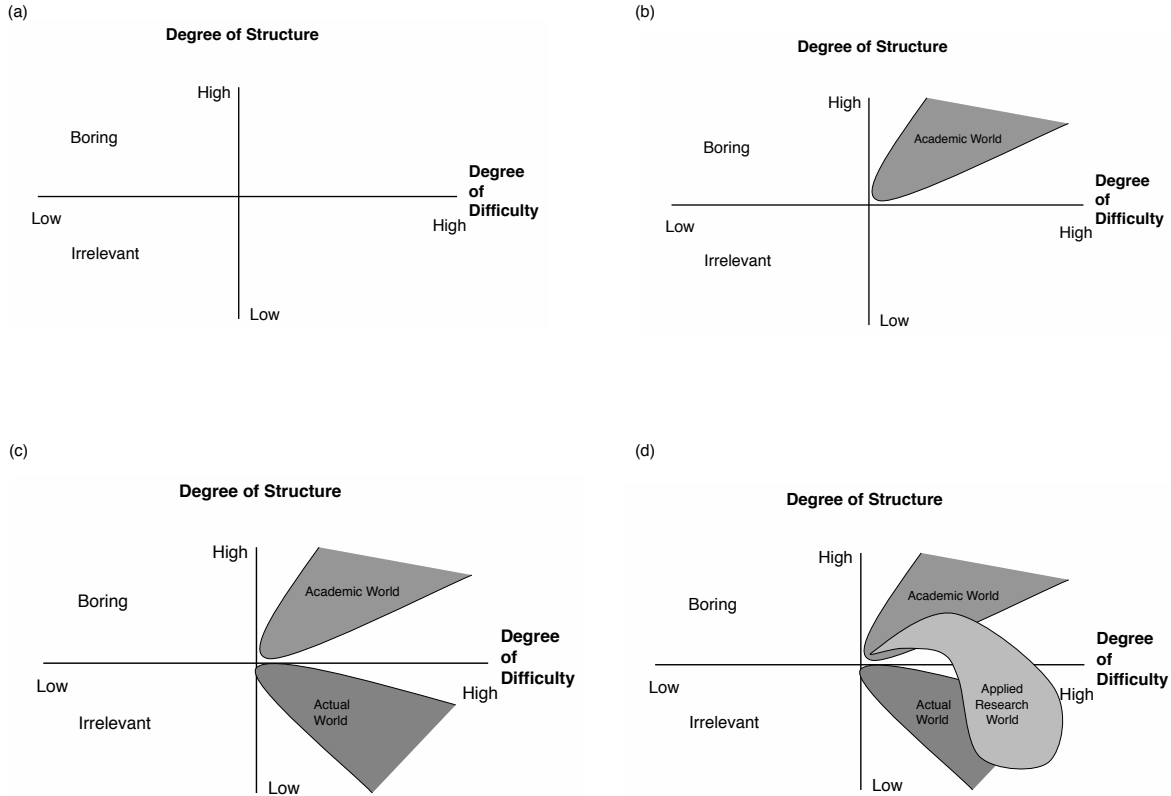 (a)
Degree of Structure
High
Boring
Degree
of
Difficulty
Low
High
Irrelevant
Low
(b)
Degree of Structure
High
Academic World
Boring
Degree
of
Difficulty
Low
High
Irrelevant
Low
(c)
Degree of Structure
High
Academic World
Boring
Degree
of
Difficulty
Low
High
Actual
World
Irrelevant
Low
(d)
Degree of Structure
High
Academic World
Boring
Degree
of
Difficulty
Low
High
Actual
World
Applied
Research
World
Irrelevant
Low